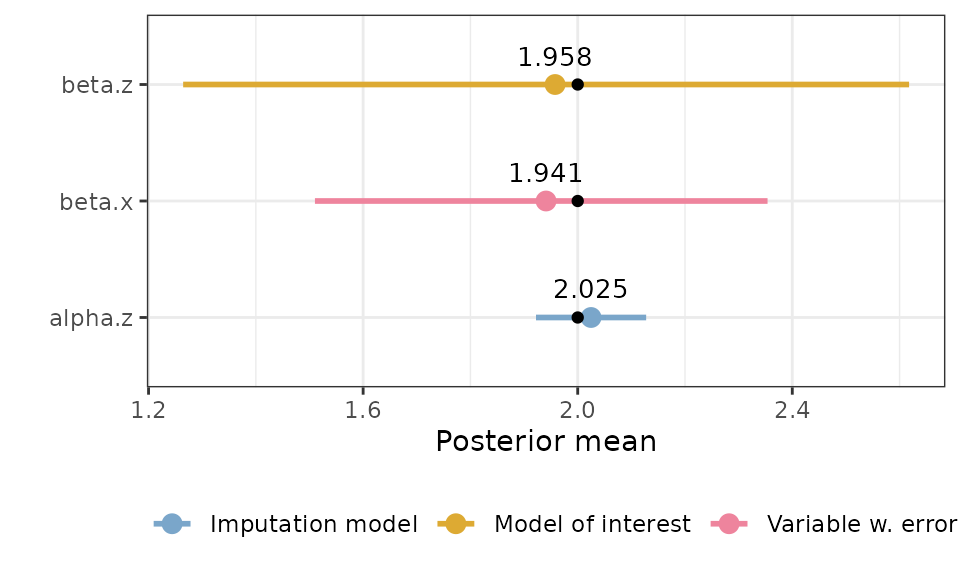 1.958
beta.z
1.941
beta.x
2.025
alpha.z
1.2 1.6 2.0 2.4
Posterior mean
Imputation model Model of interest Variable w. error